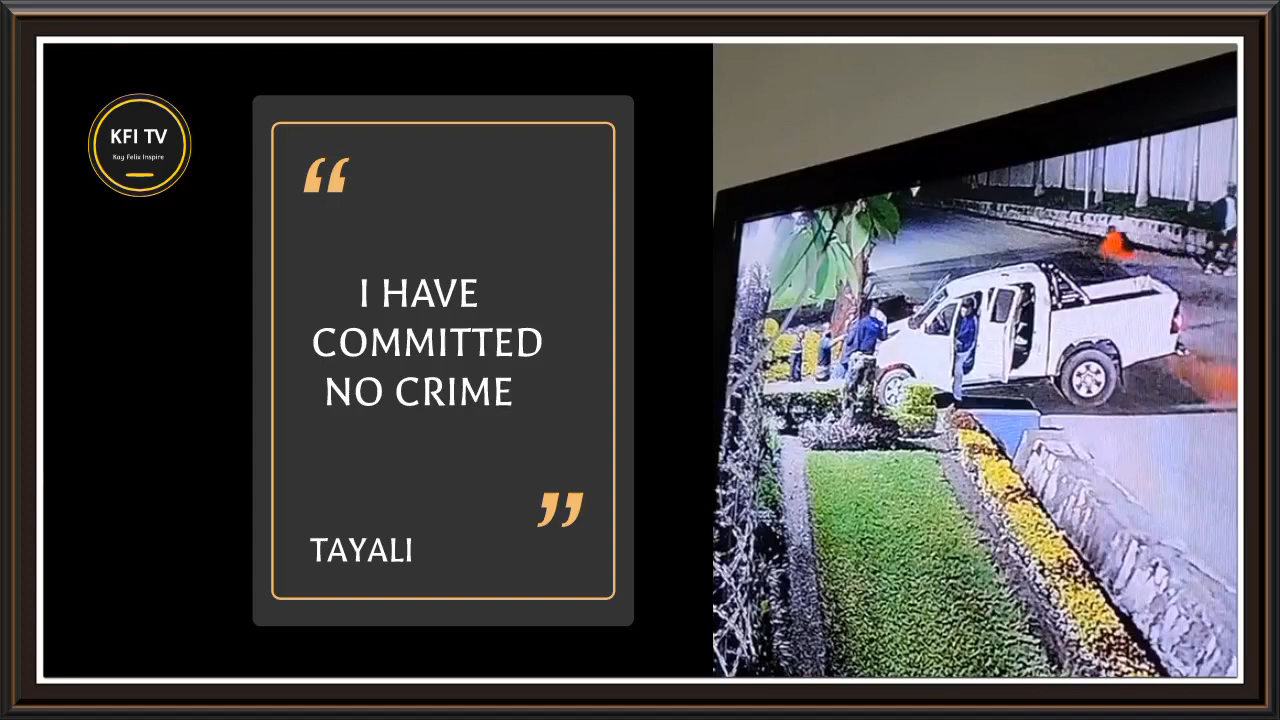 KFI TV
Kay Felix Inspire
“
I HAVE
COMMITTED
NO CRIME
”
TAYALI